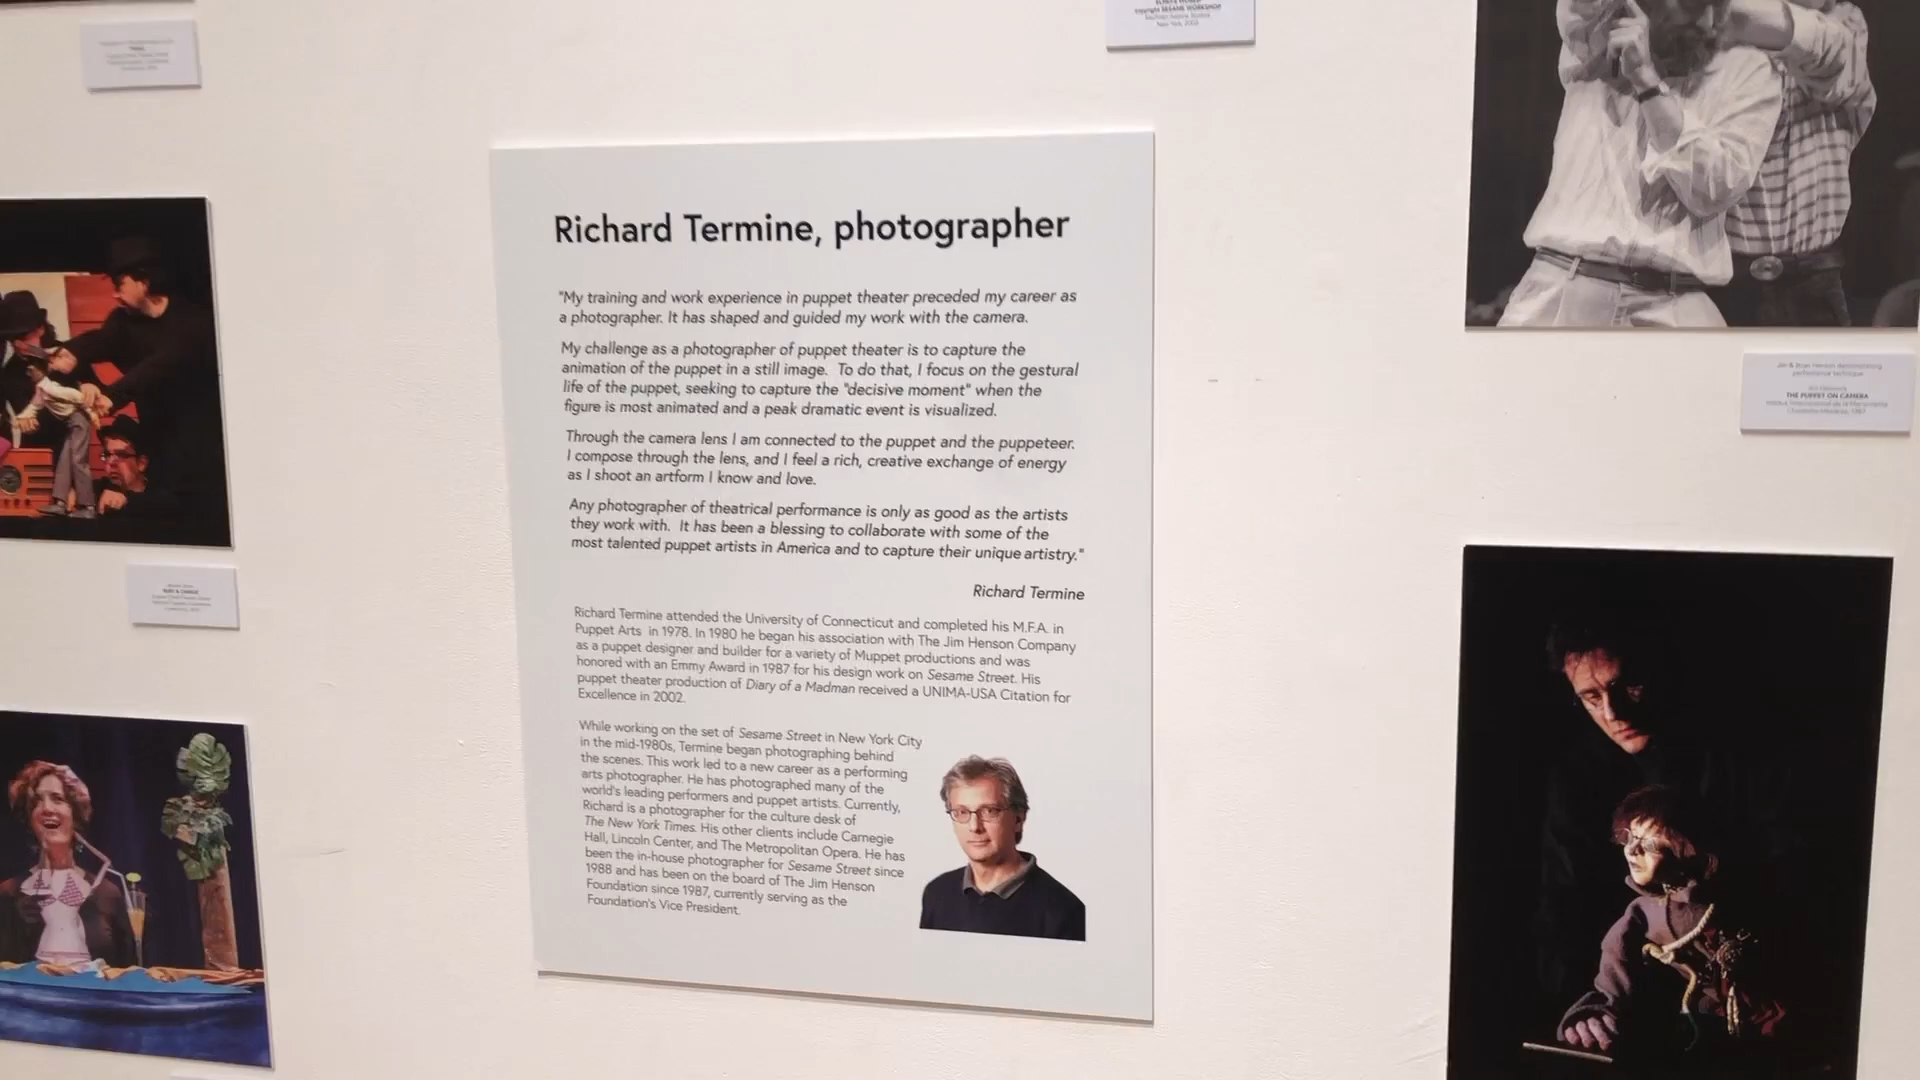 copyright SESAME WORKSHOP
New York, 2003
Richard Termine, photographer
"My training and work experience in puppet theater preceded my career as
a photographer. It has shaped and guided my work with the camera.
My challenge as a photographer of puppet theater is to capture the
animation of the puppet in a still image. To do that, I focus on the gestural
life of the puppet, seeking to capture the "decisive moment" when the
figure is most animated and a peak dramatic event is visualized.
Through the camera lens I am connected to the puppet and the puppeteer.
I compose through the lens, and I feel a rich, creative exchange of energy
as I shoot an artform I know and love.
Any photographer of theatrical performance is only as good as the artists
they work with. It has been a blessing to collaborate with some of the
most talented puppet artists in America and to capture their unique artistry."
Richard Termine
Richard Termine attended the University of Connecticut and completed his M.F.A. in
Puppet Arts in 1978. In 1980 he began his association with The Jim Henson Company
as a puppet designer and builder for a variety of Muppet productions and was
honored with an Emmy Award in 1987 for his design work on Sesame Street. His
puppet theater production of Diary of a Madman received a UNIMA-USA Citation for
Excellence in 2002.
While working on the set of Sesame Street in New York City
in the mid-1980s, Termine began photographing behind
the scenes. This work led to a new career as a performing
arts photographer. He has photographed many of the
world's leading performers and puppet artists. Currently,
Richard is a photographer for the culture desk of
The New York Times. His other clients include Carnegie
Hall, Lincoln Center, and The Metropolitan Opera. He has
been the in-house photographer for Sesame Street since
1988 and has been on the board of The Jim Henson
Foundation since 1987, currently serving as the
Foundation's Vice President.
performance technique
THE PUPPET ON CAMERA